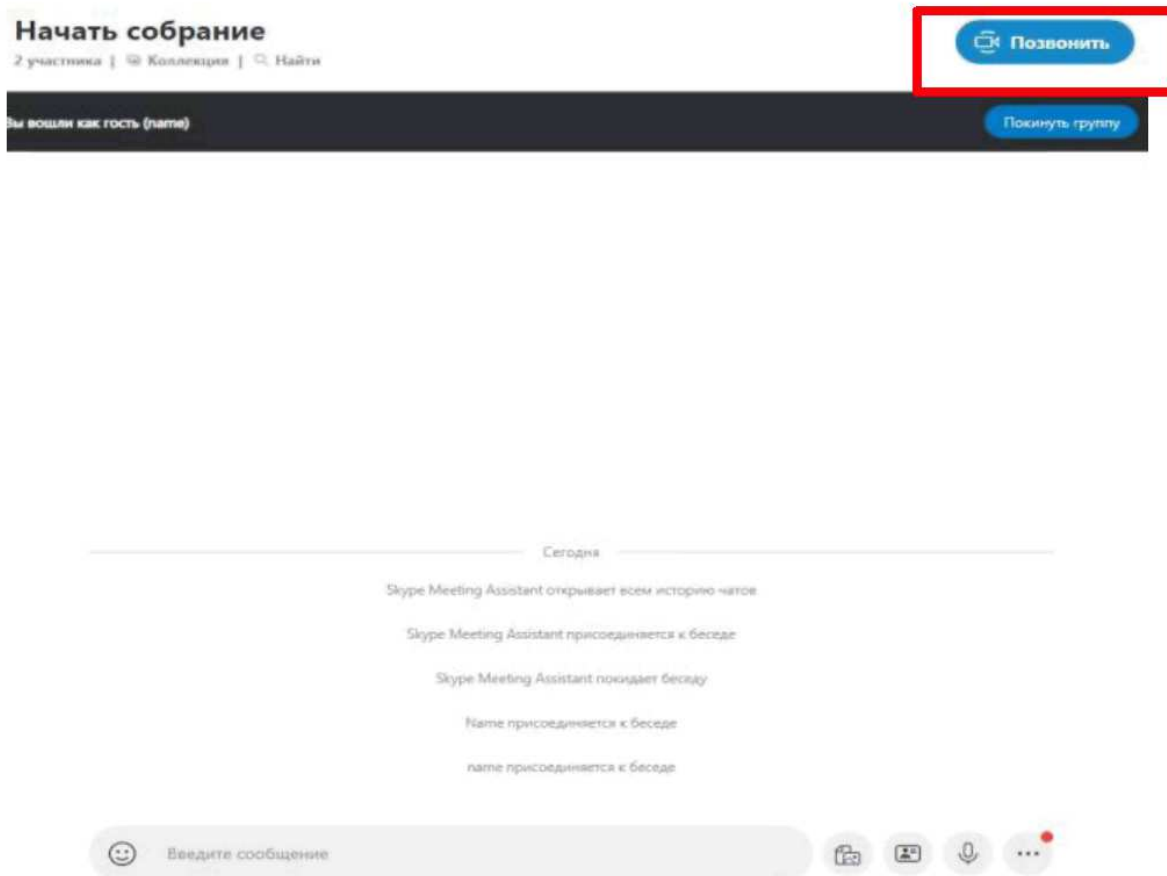 Начать собрание
Позвонить
2 участника | Коллекция | Найти
Вы вошли как гость (name)
Покинуть группу
Сегодня
Skype Meeting Assistant открывает всем историю чатов
Skype Meeting Assistant присоединяется к беседе
Skype Meeting Assistant покидает беседу
Name присоединяется к беседе
name присоединяется к беседе
Введите сообщение